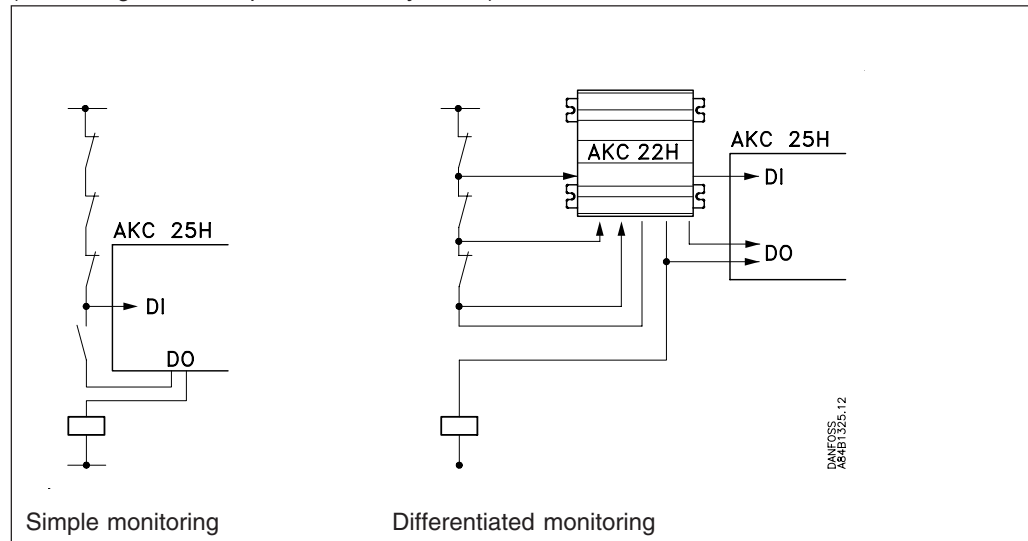 AKC 25H
DI
DO
AKC 22H
AKC 25H
DI
DO
DANFOSS
A84B1325.12
Simple monitoring
Differentiated monitoring